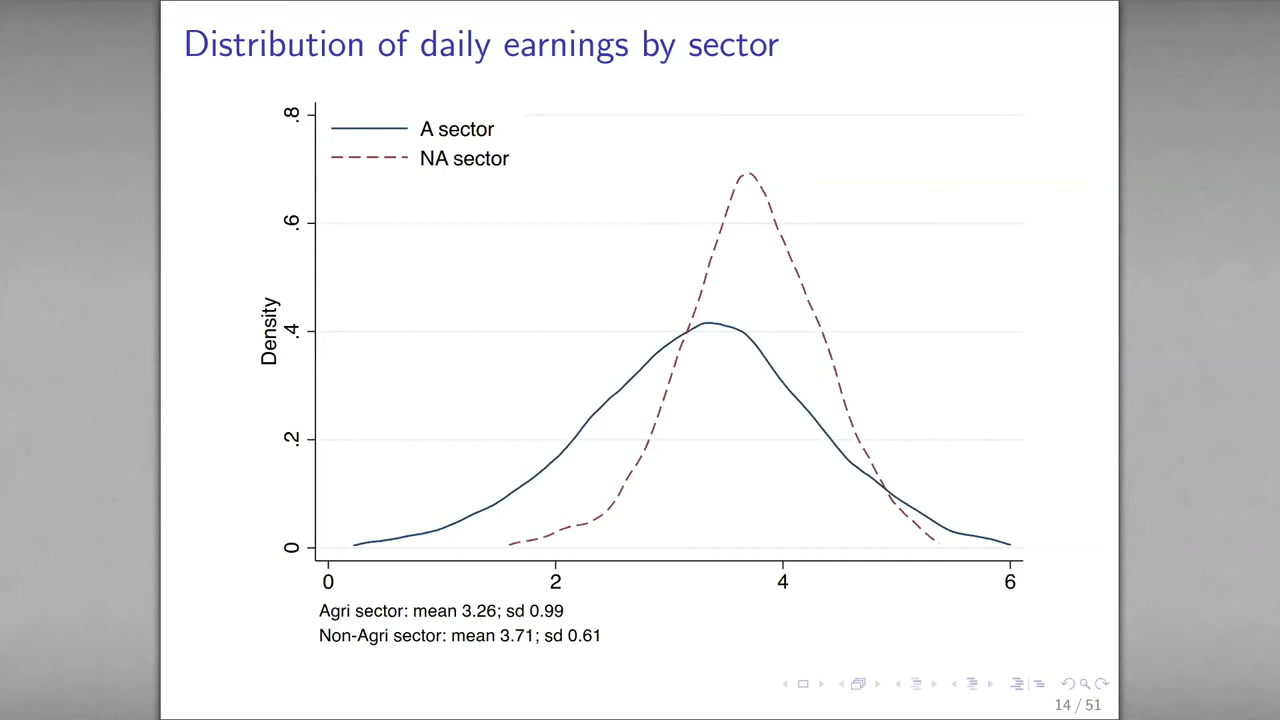 Distribution of daily earnings by sector
A sector
NA sector
Density
.8
.6
.4
.2
0
0 2 4 6
Agri sector: mean 3.26; sd 0.99
Non-Agri sector: mean 3.71; sd 0.61
14 / 51